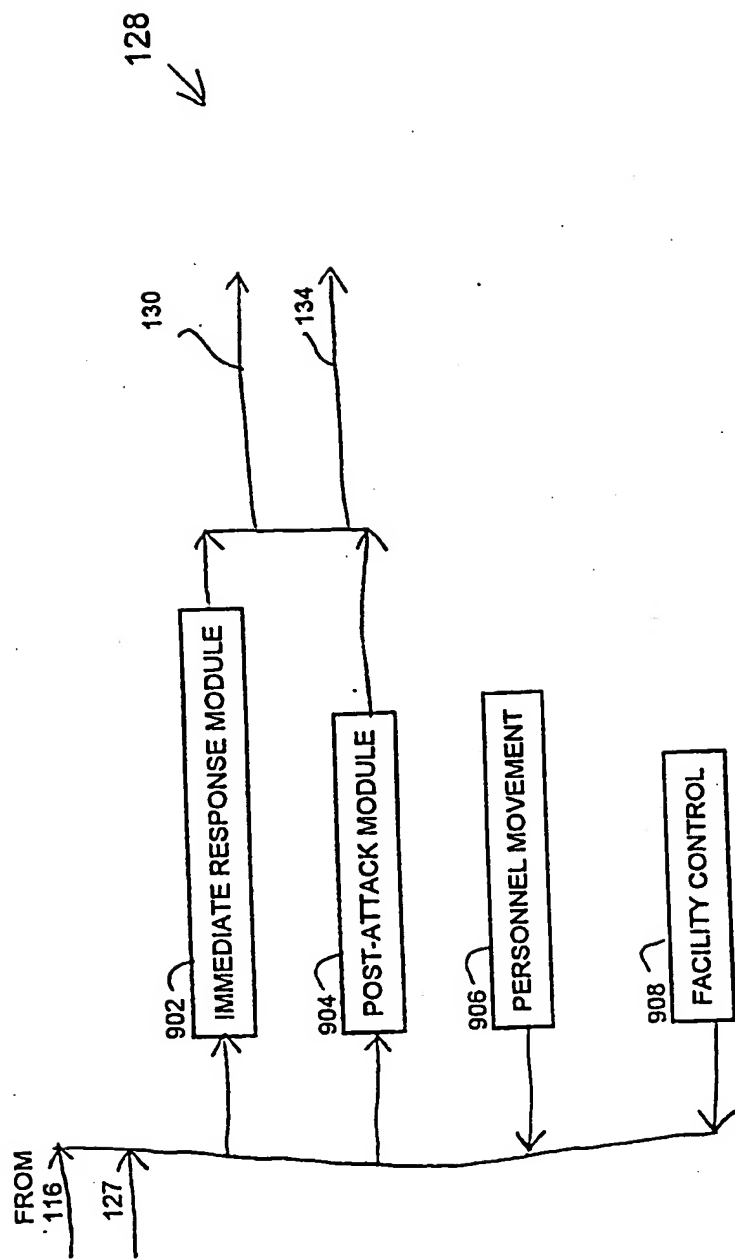 128
130
134
902
IMMEDIATE RESPONSE MODULE
904
POST-ATTACK MODULE
906
PERSONNEL MOVEMENT
908
FACILITY CONTROL
FROM
116
127